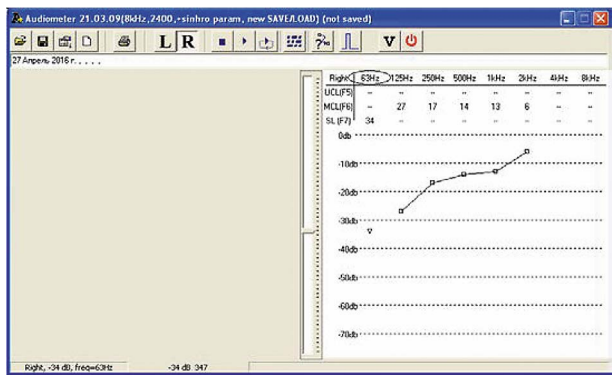 Audiometer 21.03.09(8kHz,2400,+sinhro param, new SAVE/LOAD) (not saved)
L R V
27 Апрель 2016 г. . . . .
Right 63Hz 125Hz 250Hz 500Hz 1kHz 2kHz 4kHz 8kHz
UCL(F5) -- -- -- -- -- -- -- --
MCL(F6) -- 27 17 14 13 6 -- --
SL (F7) 34 -- -- -- -- -- -- --
0db
-10db
-20db
-30db
-40db
-50db
-60db
-70db
Right, -34 dB, freq=63Hz -34 dB 347